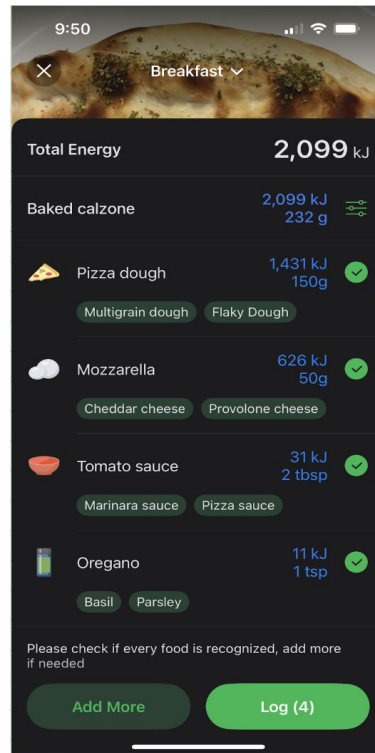 9:50
Breakfast
Total Energy 2,099 kJ
Baked calzone 2,099 kJ
232 g
Pizza dough 1,431 kJ
150g
Multigrain dough Flaky Dough
Mozzarella 626 kJ
50g
Cheddar cheese Provolone cheese
Tomato sauce 31 kJ
2 tbsp
Marinara sauce Pizza sauce
Oregano 11 kJ
1 tsp
Basil Parsley
Please check if every food is recognized, add more
if needed
Add More Log (4)